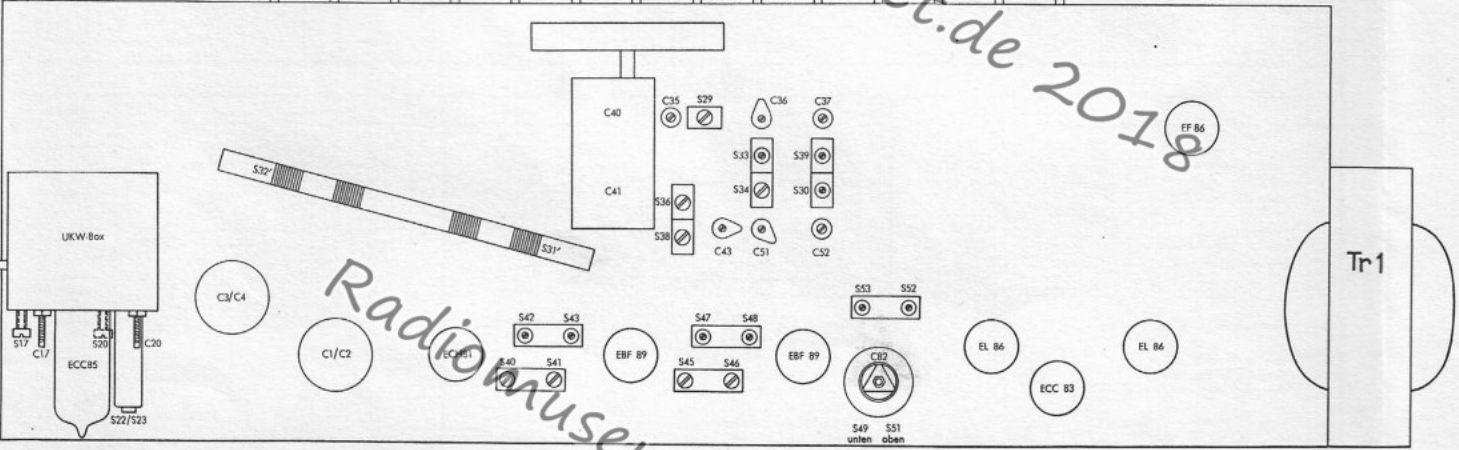 et.de 2018
C40
C35
S29
C36
C37
EF 86
S33
S39
S32'
C41
S34
S30
S36
UKW-Box
S38
S31'
C43
C51
C52
Tr1
C3/C4
S53
S52
S42
S43
S47
S48
S17
C17
S20
C20
C1/C2
ECH81
EBF 89
EBF 89
EL 86
EL 86
ECC85
S40
S41
S45
S46
C82
ECC 83
S22/S23
Radiomuse
S49
S51
unten
oben